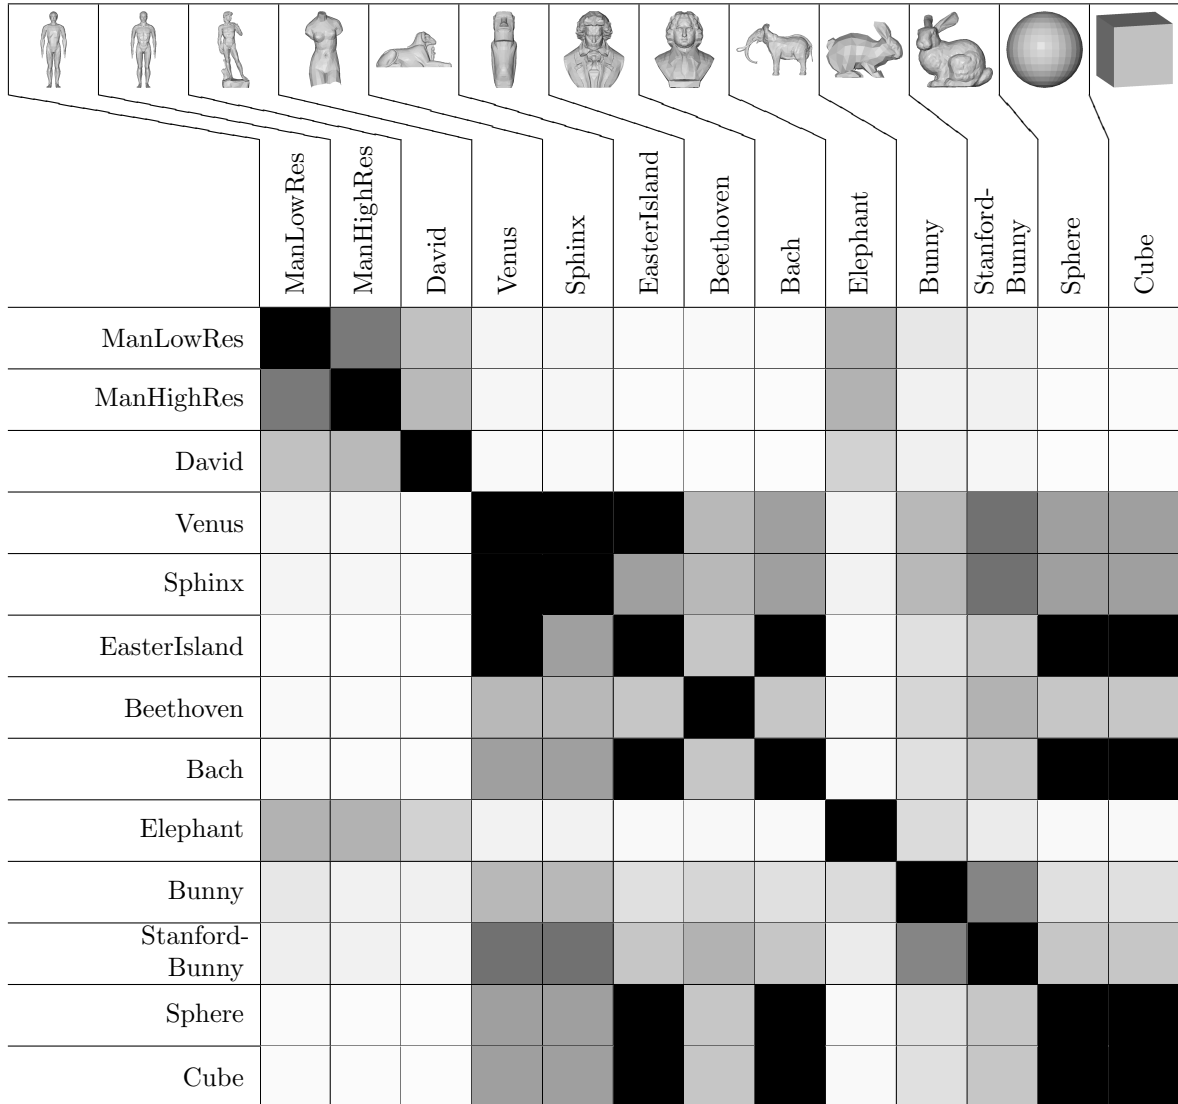 ManLowRes
ManHighRes
David
Venus
Sphinx
EasterIsland
Beethoven
Bach
Elephant
Bunny
Stanford-
Bunny
Sphere
Cube
ManLowRes
ManHighRes
David
Venus
Sphinx
EasterIsland
Beethoven
Bach
Elephant
Bunny
Stanford-
Bunny
Sphere
Cube